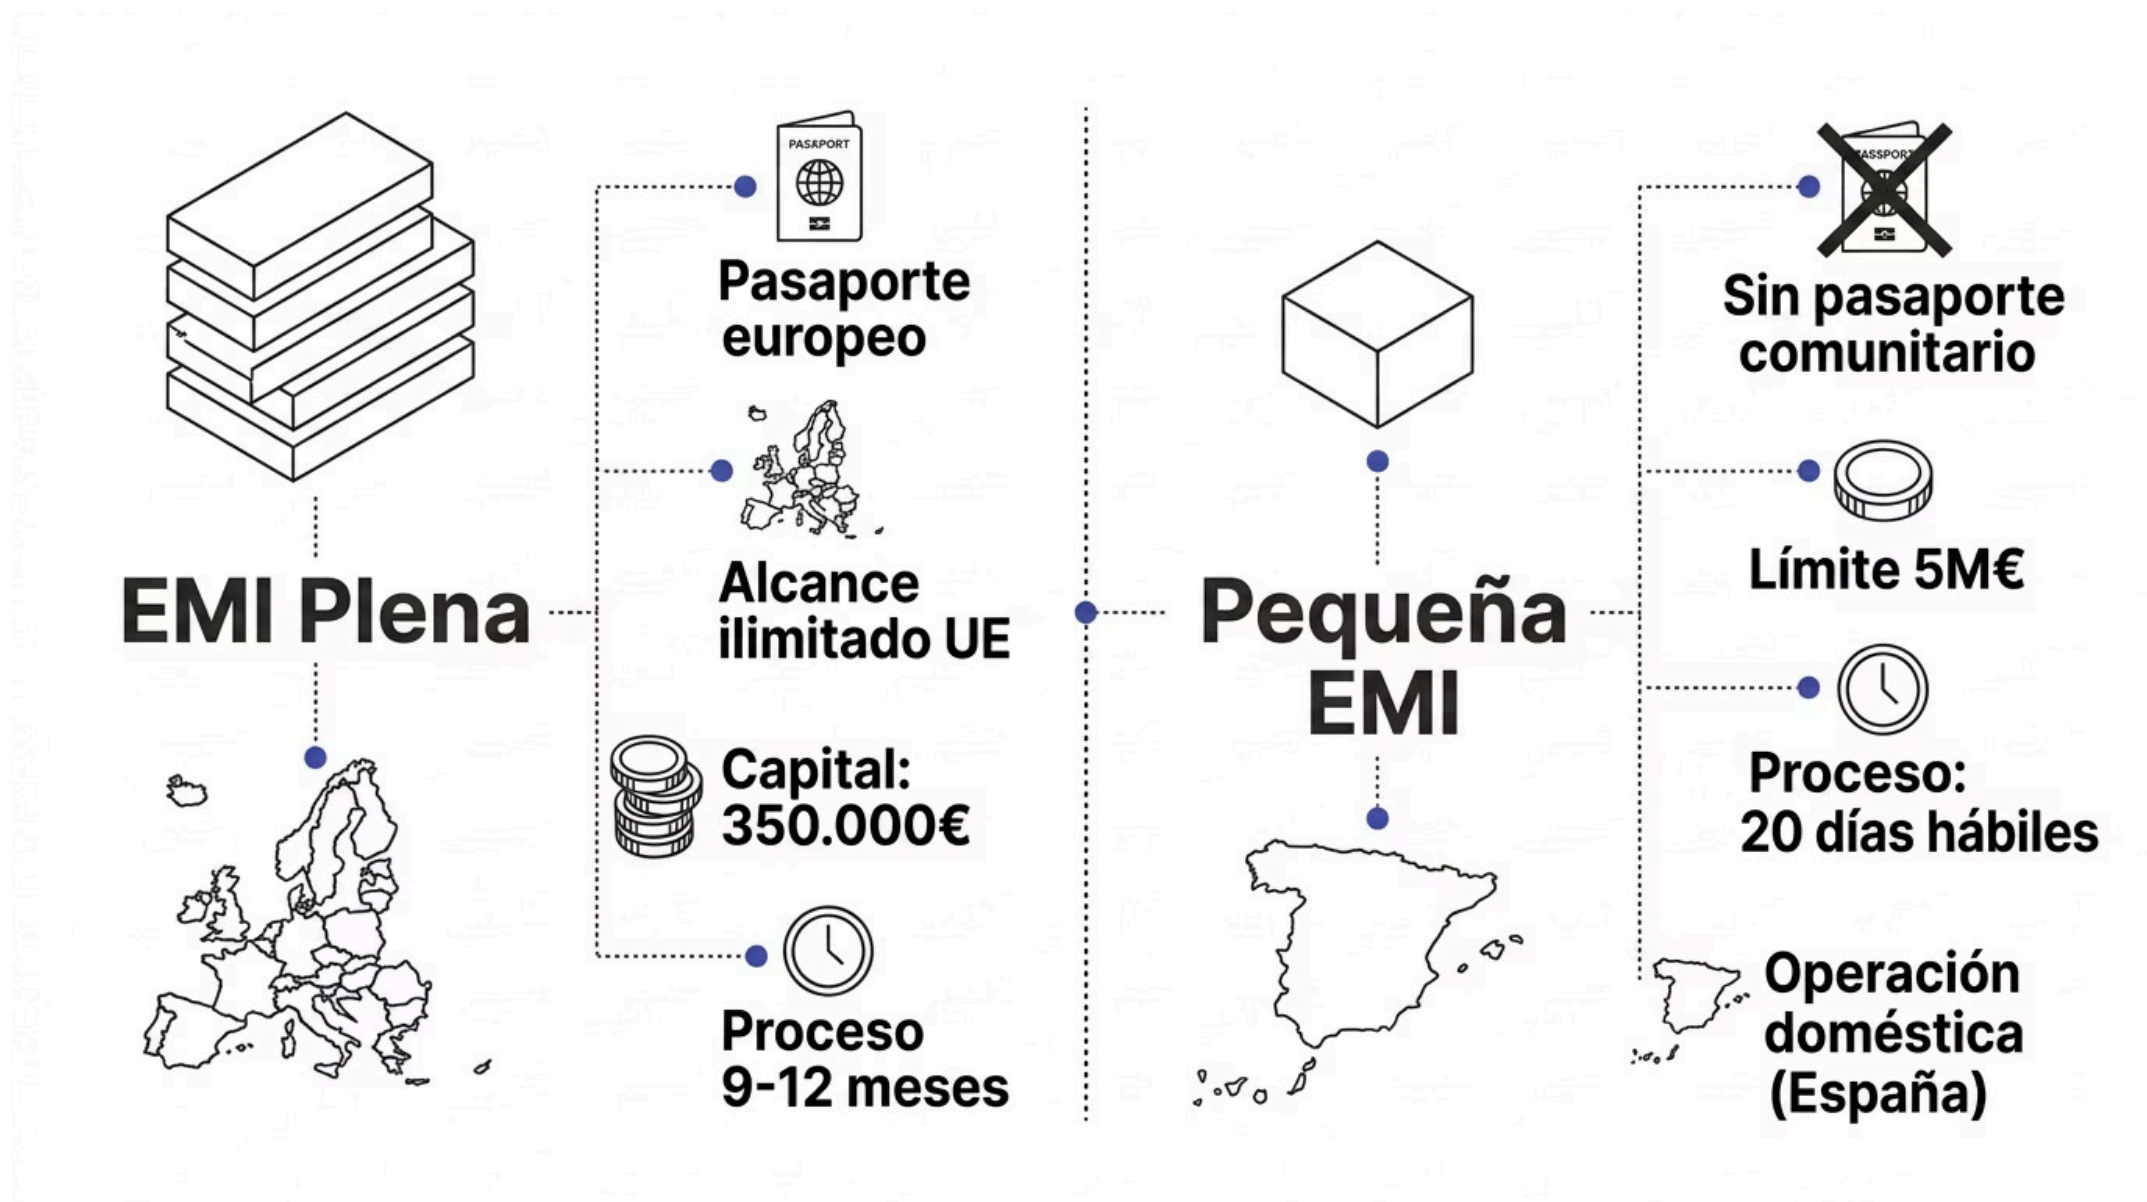 EMI Plena
PASAPORT
Pasaporte
europeo
Alcance
ilimitado UE
Capital:
350.000€
Proceso
9-12 meses
Pequeña
EMI
Sin pasaporte
comunitario
Límite 5M€
Proceso:
20 días hábiles
Operación
doméstica
(España)